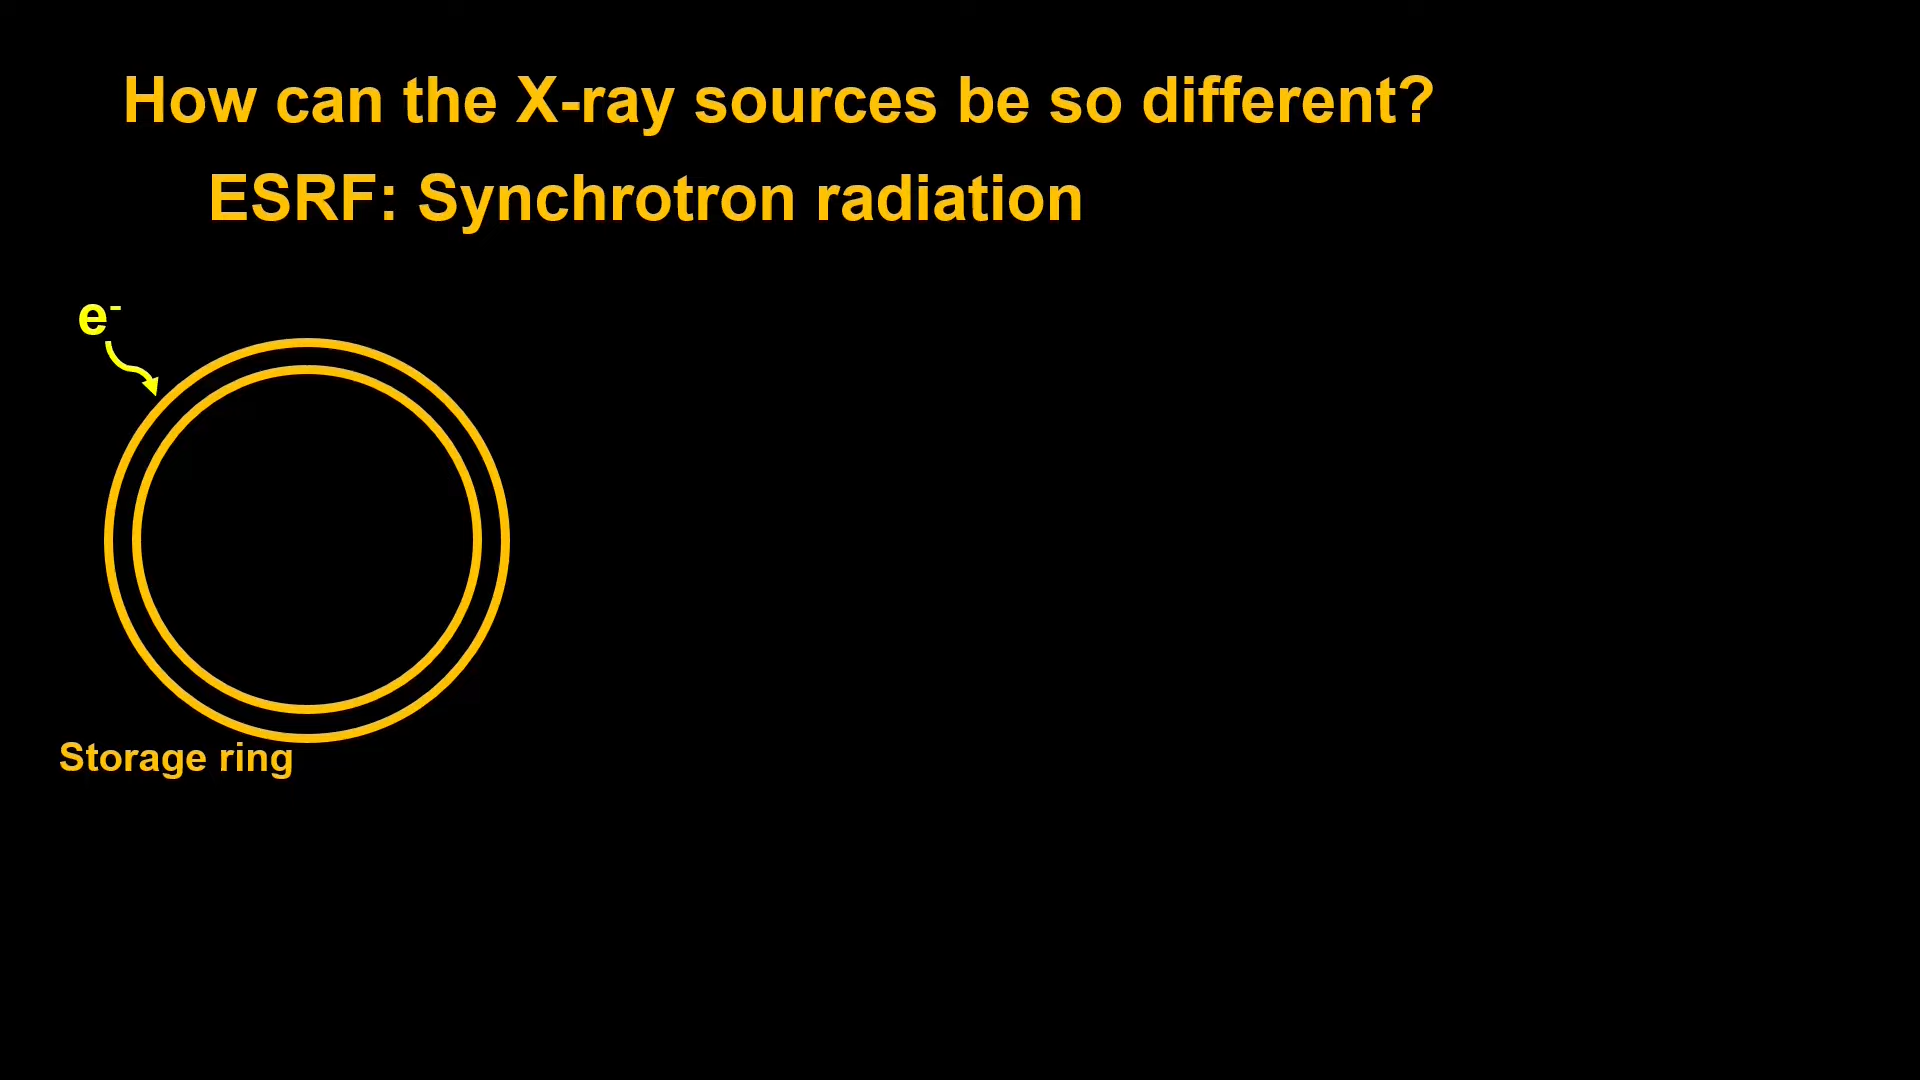 How can the X-ray sources be so different?
ESRF: Synchrotron radiation
e⁻
Storage ring